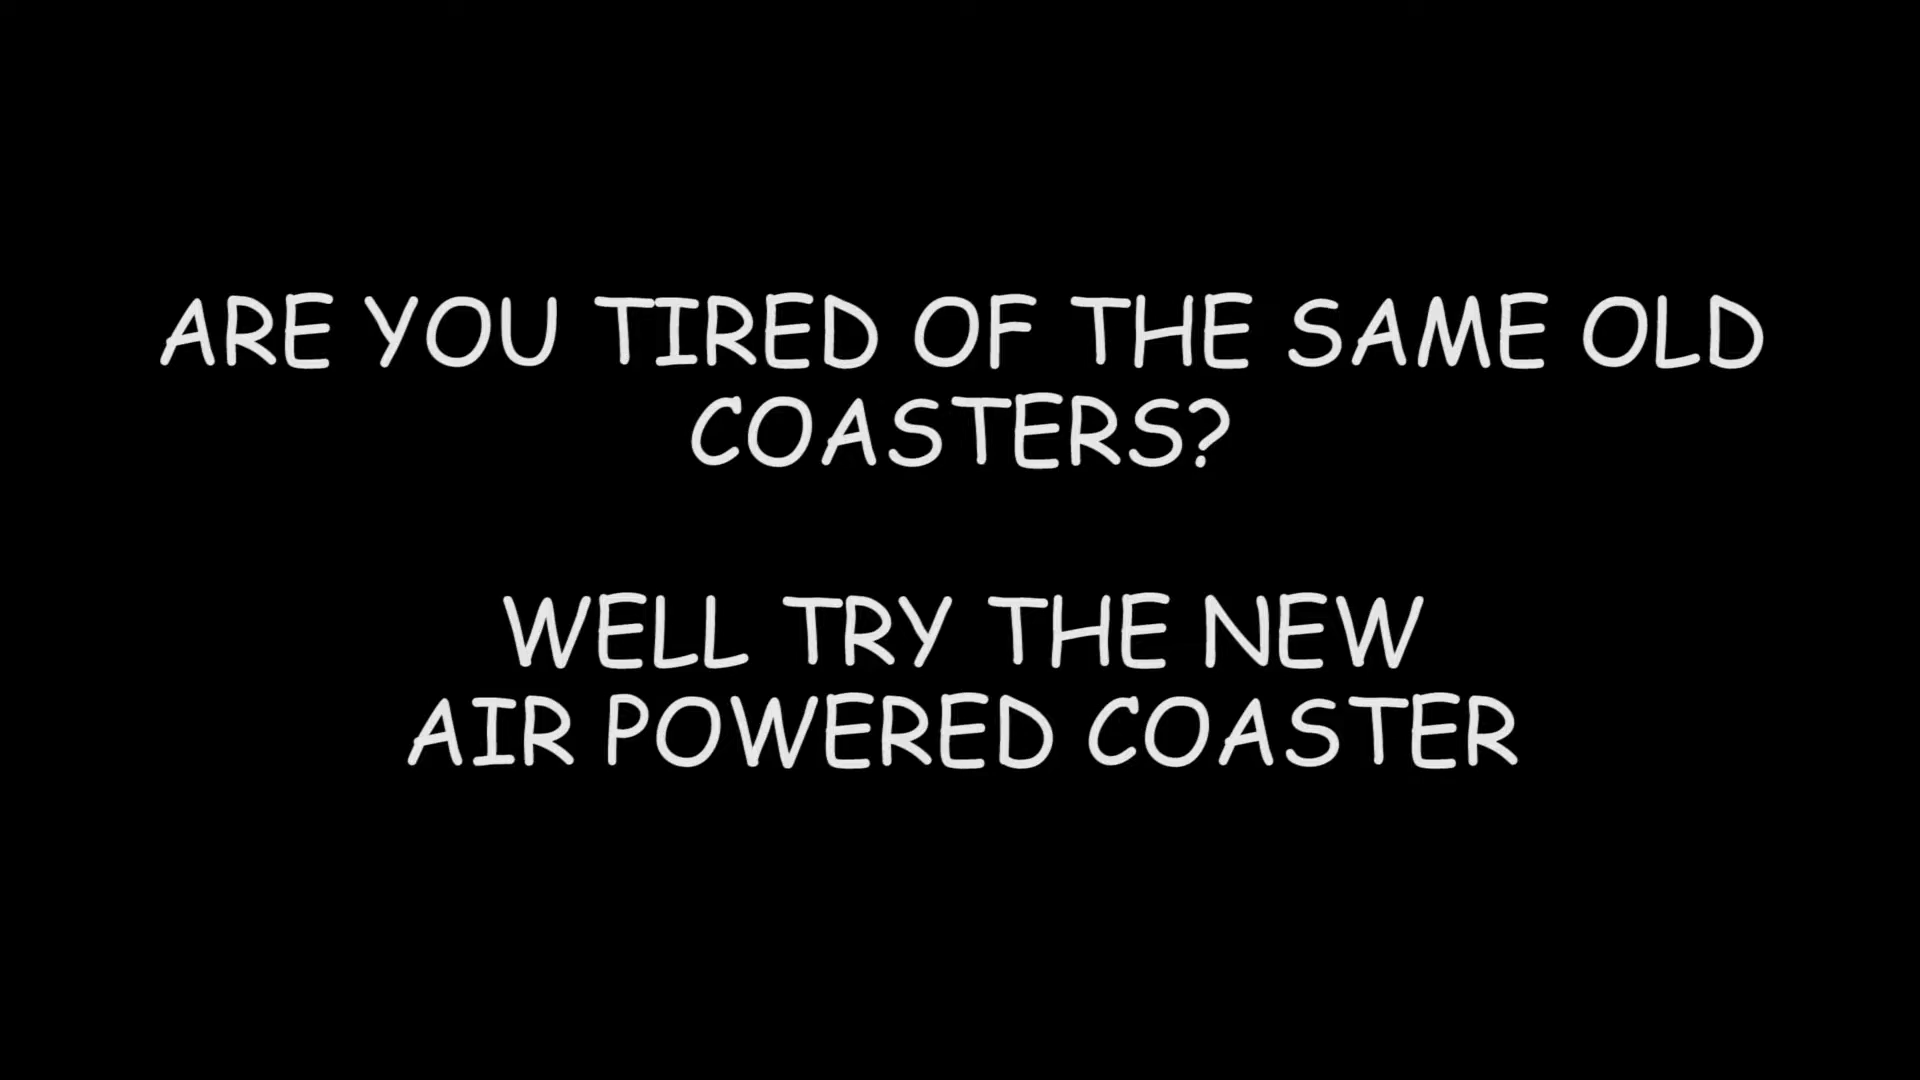 ARE YOU TIRED OF THE SAME OLD
COASTERS?
WELL TRY THE NEW
AIR POWERED COASTER